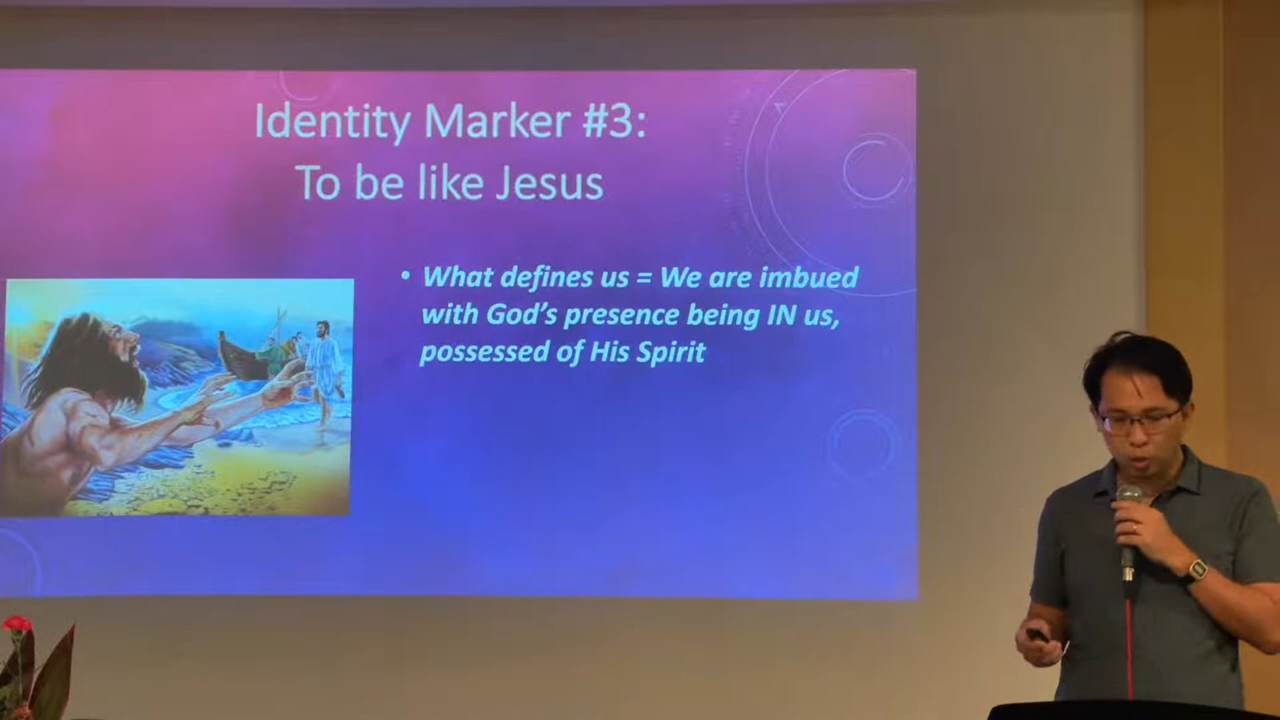 Identity Marker #3:
To be like Jesus
• What defines us = We are imbued
with God's presence being IN us,
possessed of His Spirit